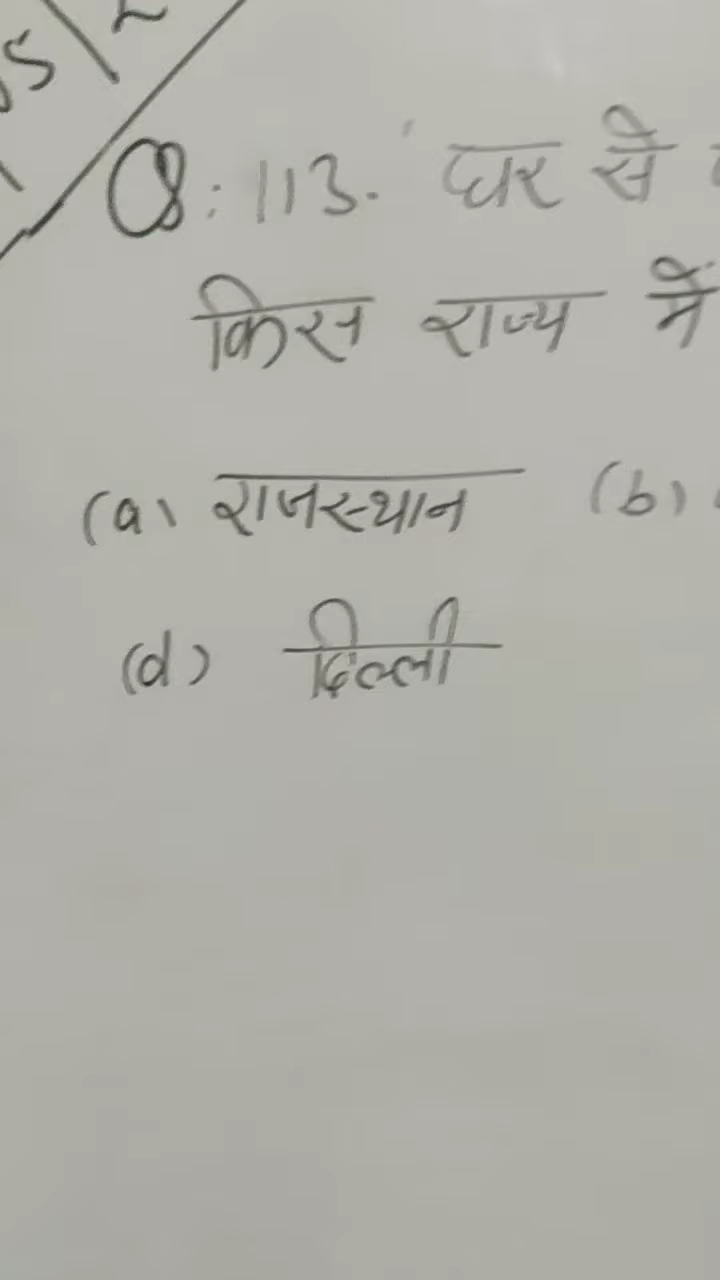 Q: 113. घर से
किस राज्य में
(a) राजस्थान (b)
(d) दिल्ली